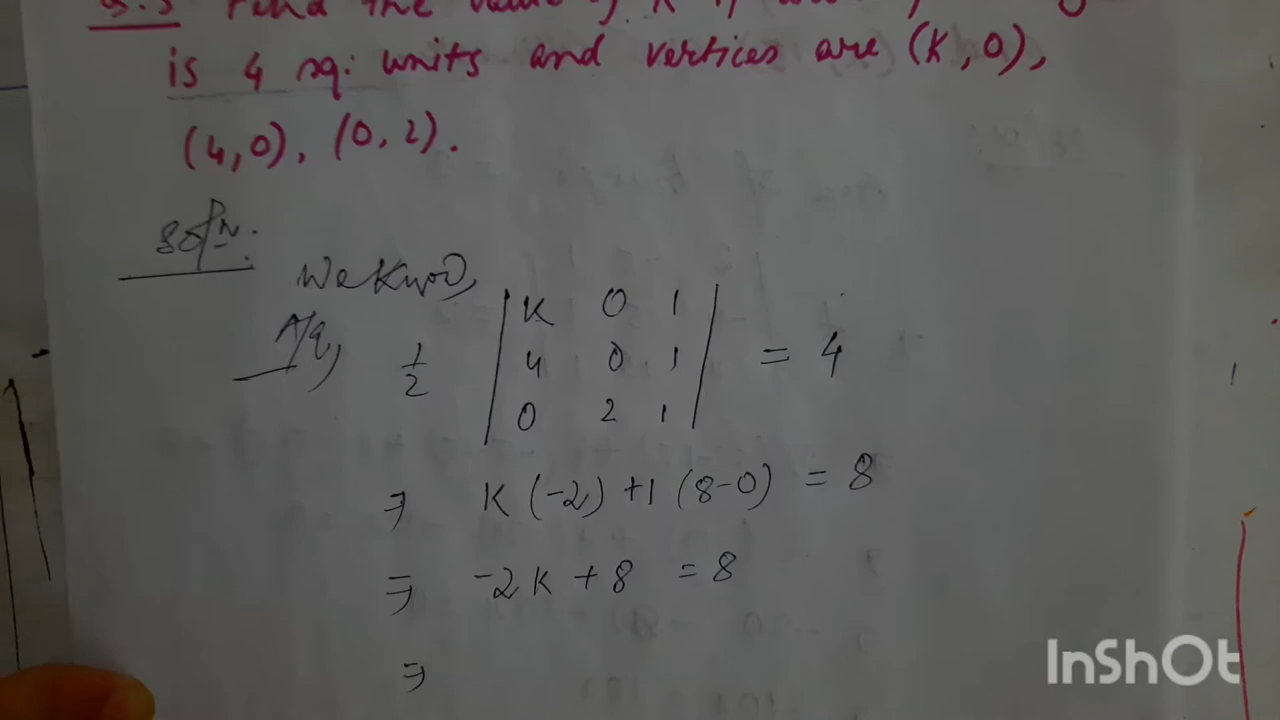 is 4 sq. units and vertices are (K, 0),
(4,0), (0, 2).
Soln.
We Know,
A/q,
1/2 | K 0 1 | = 4
| 4 0 1 |
| 0 2 1 |
⇒ K (-2) +1 (8-0) = 8
⇒ -2K + 8 = 8
⇒
InShOt